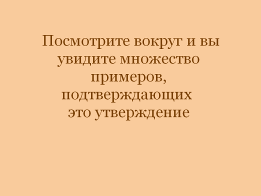 Посмотрите вокруг и вы
увидите множество
примеров,
подтверждающих
это утверждение